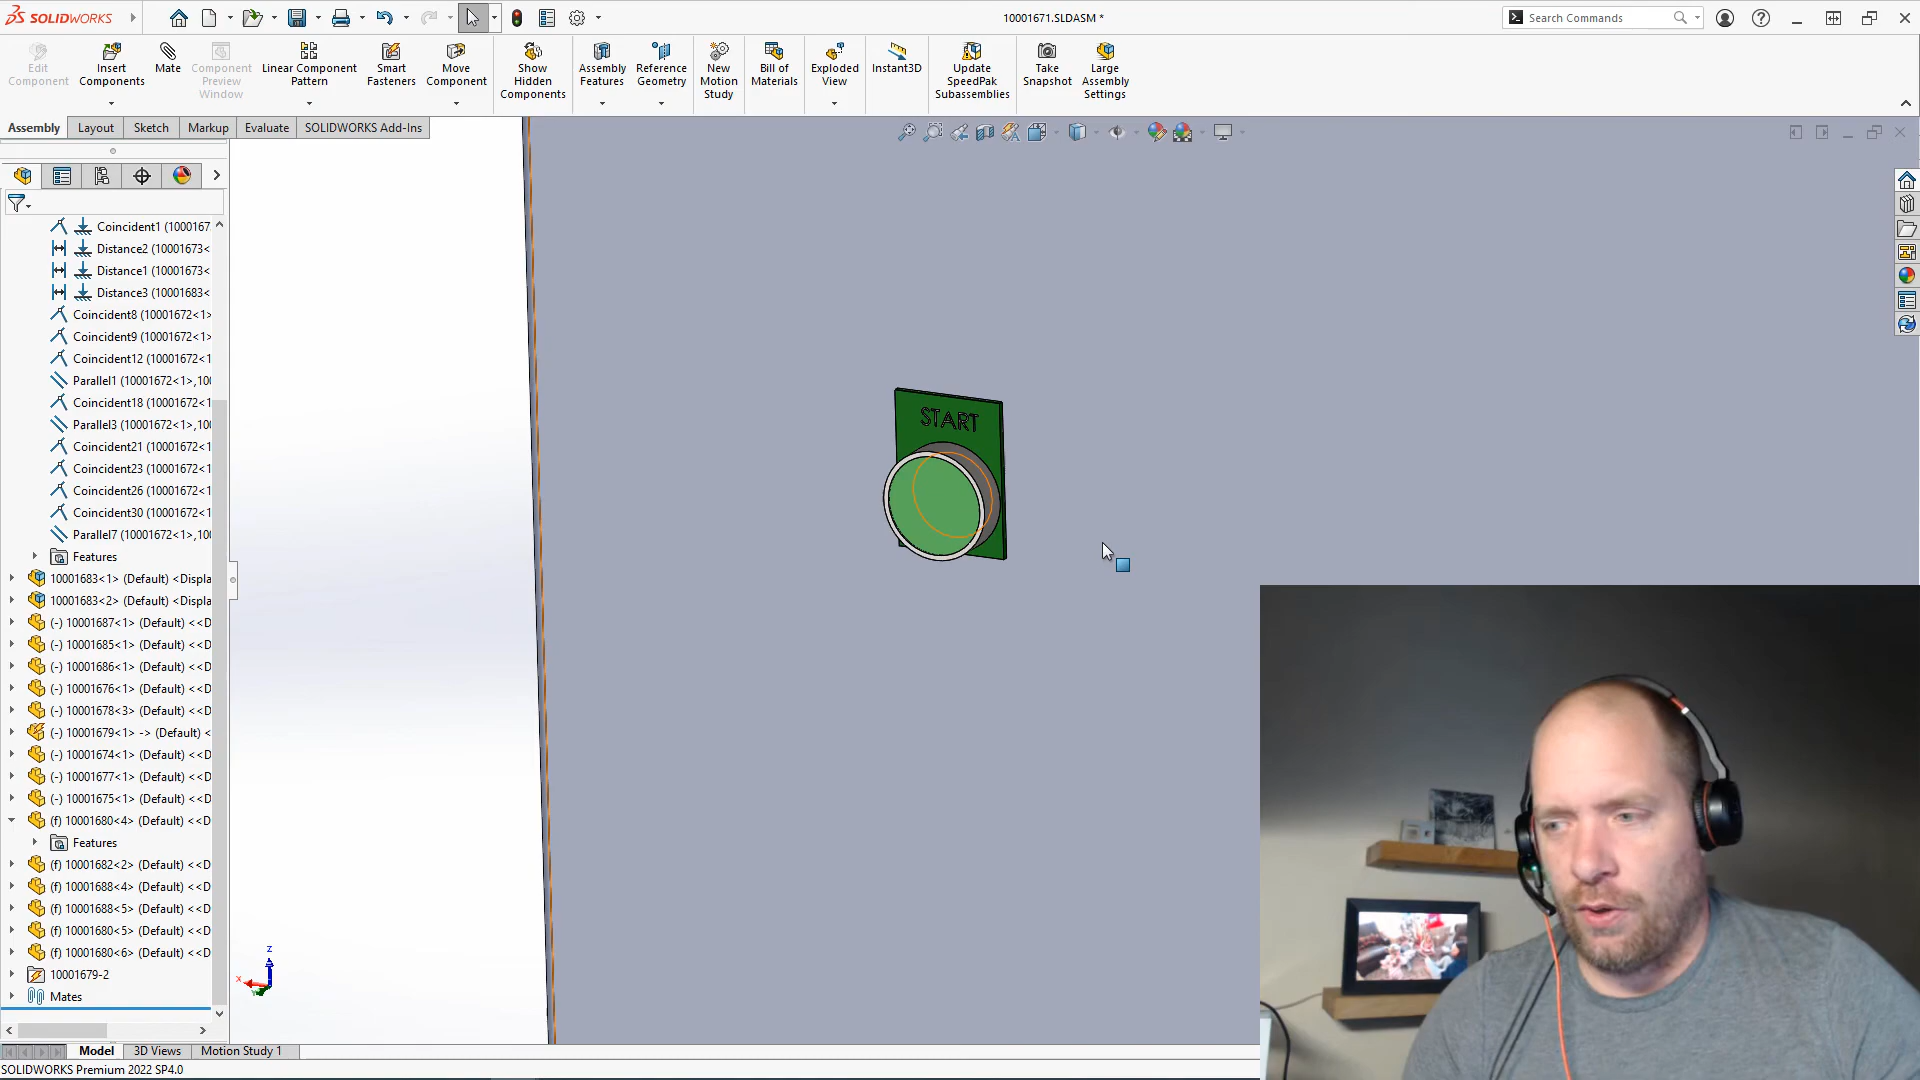 SOLIDWORKS
10001671.SLDASM *
Search Commands
Edit Component
Insert Components
Mate
Component Preview Window
Linear Component Pattern
Smart Fasteners
Move Component
Show Hidden Components
Assembly Features
Reference Geometry
New Motion Study
Bill of Materials
Exploded View
Instant3D
Update SpeedPak Subassemblies
Take Snapshot
Large Assembly Settings
Assembly
Layout
Sketch
Markup
Evaluate
SOLIDWORKS Add-Ins
Coincident1 (1000167
Distance2 (10001673<
Distance1 (10001673<
Distance3 (10001683<
Coincident8 (10001672<1>
Coincident9 (10001672<1>
Coincident12 (10001672<1
Parallel1 (10001672<1>,100
Coincident18 (10001672<1
Parallel3 (10001672<1>,100
Coincident21 (10001672<1
Coincident23 (10001672<1
Coincident26 (10001672<1
Coincident30 (10001672<1
Parallel7 (10001672<1>,100
Features
10001683<1> (Default) <Displa
10001683<2> (Default) <Displa
(-) 10001687<1> (Default) <<D
(-) 10001685<1> (Default) <<D
(-) 10001686<1> (Default) <<D
(-) 10001676<1> (Default) <<D
(-) 10001678<3> (Default) <<D
(-) 10001679<1> -> (Default) <
(-) 10001674<1> (Default) <<D
(-) 10001677<1> (Default) <<D
(-) 10001675<1> (Default) <<D
(f) 10001680<4> (Default) <<D
Features
(f) 10001682<2> (Default) <<D
(f) 10001688<4> (Default) <<D
(f) 10001688<5> (Default) <<D
(f) 10001680<5> (Default) <<D
(f) 10001680<6> (Default) <<D
10001679-2
Mates
START
Z
X
Model
3D Views
Motion Study 1
SOLIDWORKS Premium 2022 SP4.0